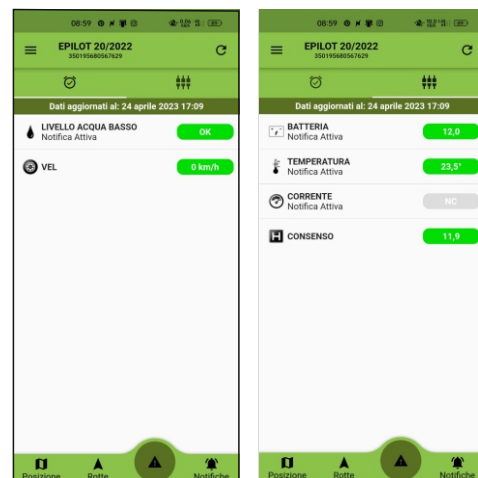 08:59
EPILOT 20/2022
350195680567629
Dati aggiornati al: 24 aprile 2023 17:09
LIVELLO ACQUA BASSO
Notifica Attiva
OK
VEL
0 km/h
Posizione
Rotte
Notifiche
08:59
EPILOT 20/2022
350195680567629
Dati aggiornati al: 24 aprile 2023 17:09
BATTERIA
Notifica Attiva
12,0
TEMPERATURA
Notifica Attiva
23,5°
CORRENTE
Notifica Attiva
NC
CONSENSO
11,9
Posizione
Rotte
Notifiche